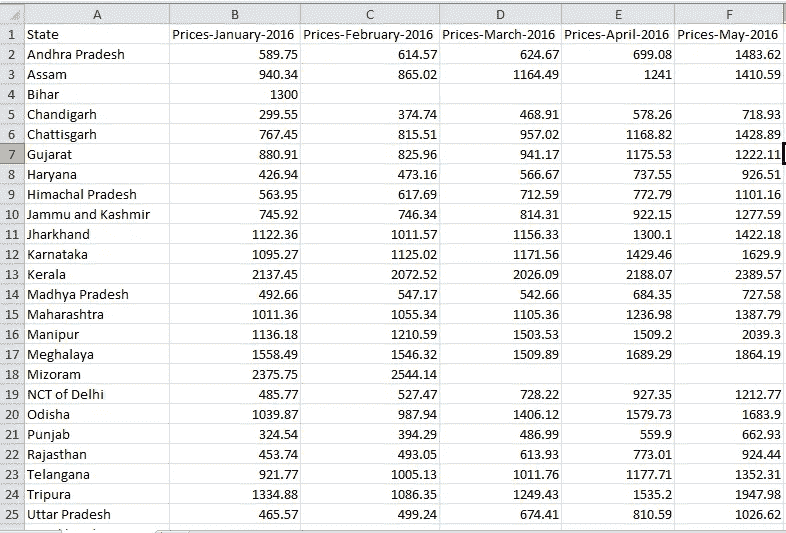 A B C D E F
1 State Prices-January-2016 Prices-February-2016 Prices-March-2016 Prices-April-2016 Prices-May-2016
2 Andhra Pradesh 589.75 614.57 624.67 699.08 1483.62
3 Assam 940.34 865.02 1164.49 1241 1410.59
4 Bihar 1300
5 Chandigarh 299.55 374.74 468.91 578.26 718.93
6 Chattisgarh 767.45 815.51 957.02 1168.82 1428.89
7 Gujarat 880.91 825.96 941.17 1175.53 1222.11
8 Haryana 426.94 473.16 566.67 737.55 926.51
9 Himachal Pradesh 563.95 617.69 712.59 772.79 1101.16
10 Jammu and Kashmir 745.92 746.34 814.31 922.15 1277.59
11 Jharkhand 1122.36 1011.57 1156.33 1300.1 1422.18
12 Karnataka 1095.27 1125.02 1171.56 1429.46 1629.9
13 Kerala 2137.45 2072.52 2026.09 2188.07 2389.57
14 Madhya Pradesh 492.66 547.17 542.66 684.35 727.58
15 Maharashtra 1011.36 1055.34 1105.36 1236.98 1387.79
16 Manipur 1136.18 1210.59 1503.53 1509.2 2039.3
17 Meghalaya 1558.49 1546.32 1509.89 1689.29 1864.19
18 Mizoram 2375.75 2544.14
19 NCT of Delhi 485.77 527.47 728.22 927.35 1212.77
20 Odisha 1039.87 987.94 1406.12 1579.73 1683.9
21 Punjab 324.54 394.29 486.99 559.9 662.93
22 Rajasthan 453.74 493.05 613.93 773.01 924.44
23 Telangana 921.77 1005.13 1011.76 1177.71 1352.31
24 Tripura 1334.88 1086.35 1249.43 1535.2 1947.98
25 Uttar Pradesh 465.57 499.24 674.41 810.59 1026.62